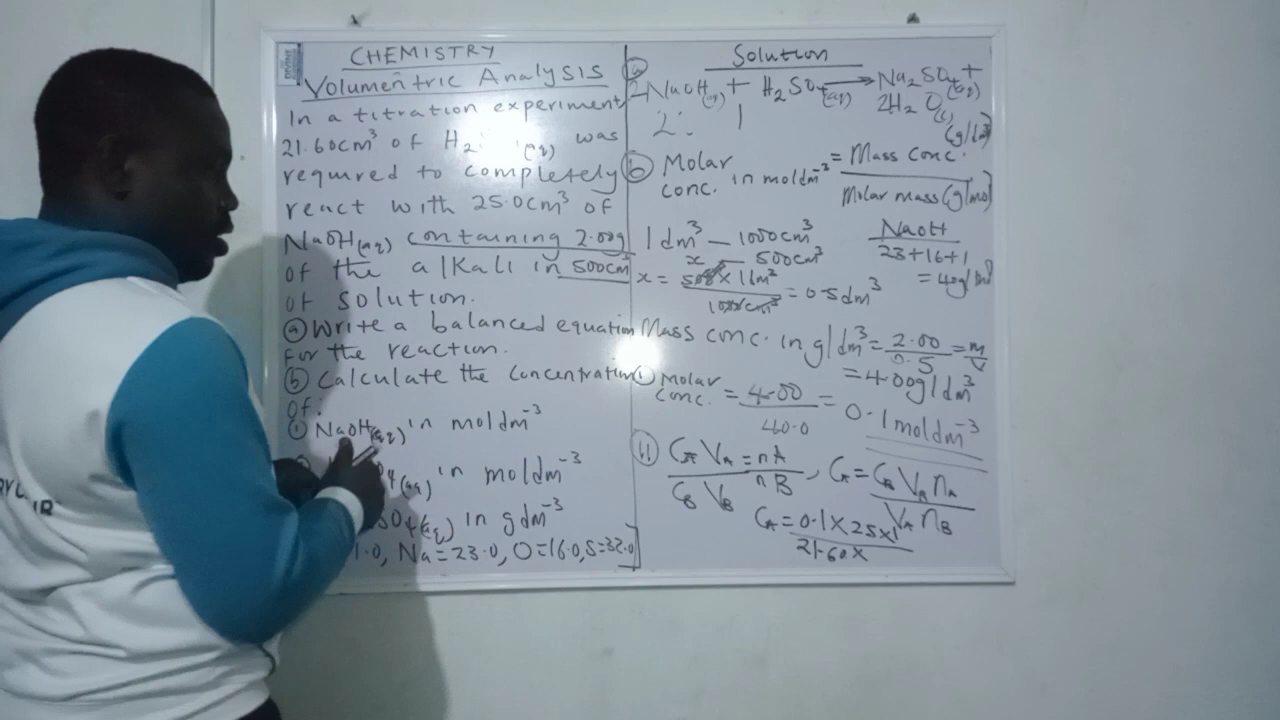 CHEMISTRY
Volumentric Analysis
In a titration experiment
21.60cm³ of H₂ (aq) was
required to completely
react with 25.0cm³ of
NaOH(aq) containing 2.00g
of the alkali in 500cm³
of solution.
(a) Write a balanced equation
for the reaction.
(b) Calculate the concentration
of.
(i) NaOH(aq) in moldm⁻³
(aq) in moldm⁻³
SO₄(aq) in gdm⁻³
1.0, Na=23.0, O=16.0, S=32.0]
Solution
(a)
2NaOH(aq) + H₂SO₄(aq) → Na₂SO₄(aq) +
2H₂O(l)
2 : 1
(b) Molar conc. in moldm⁻³ = Mass conc. (g/dm³)
Molar mass (g/mol)
1dm³ — 1000cm³
x — 500cm³
x = 500 x 1dm³ = 0.5dm³
1000cm³
NaOH
23+16+1
= 40g/mol
Mass conc. in g/dm³ = 2.00 = m
0.5 v
= 4.00g/dm³
(i) Molar conc. = 4.00 = 0.1moldm⁻³
40.0
(ii) CA VA = nA, CA = CB VB nA
CB VB nB VA nB
CA = 0.1 x 25 x 1
21.60 x